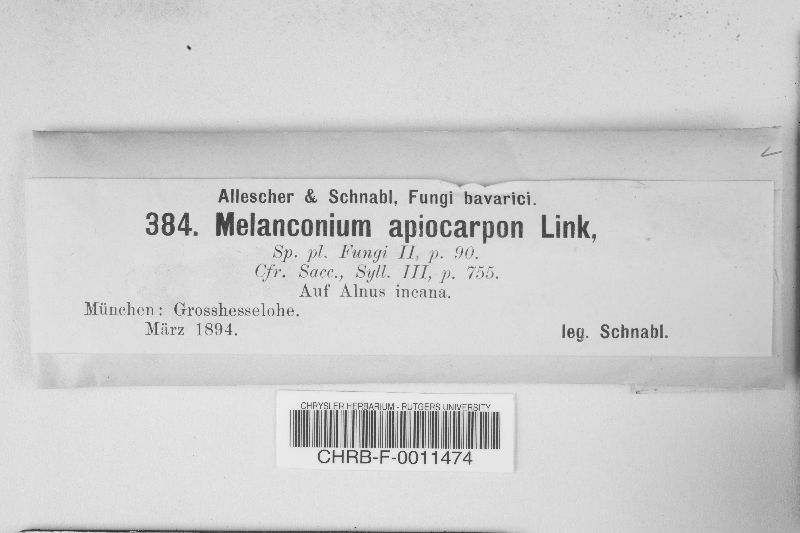 Allescher & Schnabl, Fungi bavarici.
384. Melanconium apiocarpon Link,
Sp. pl. Fungi II, p. 90.
Cfr. Sacc., Syll. III, p. 755.
Auf Alnus incana.
München: Grosshesselohe.
März 1894.
leg. Schnabl.
CHRYSLER HERBARIUM - RUTGERS UNIVERSITY
CHRB-F-0011474